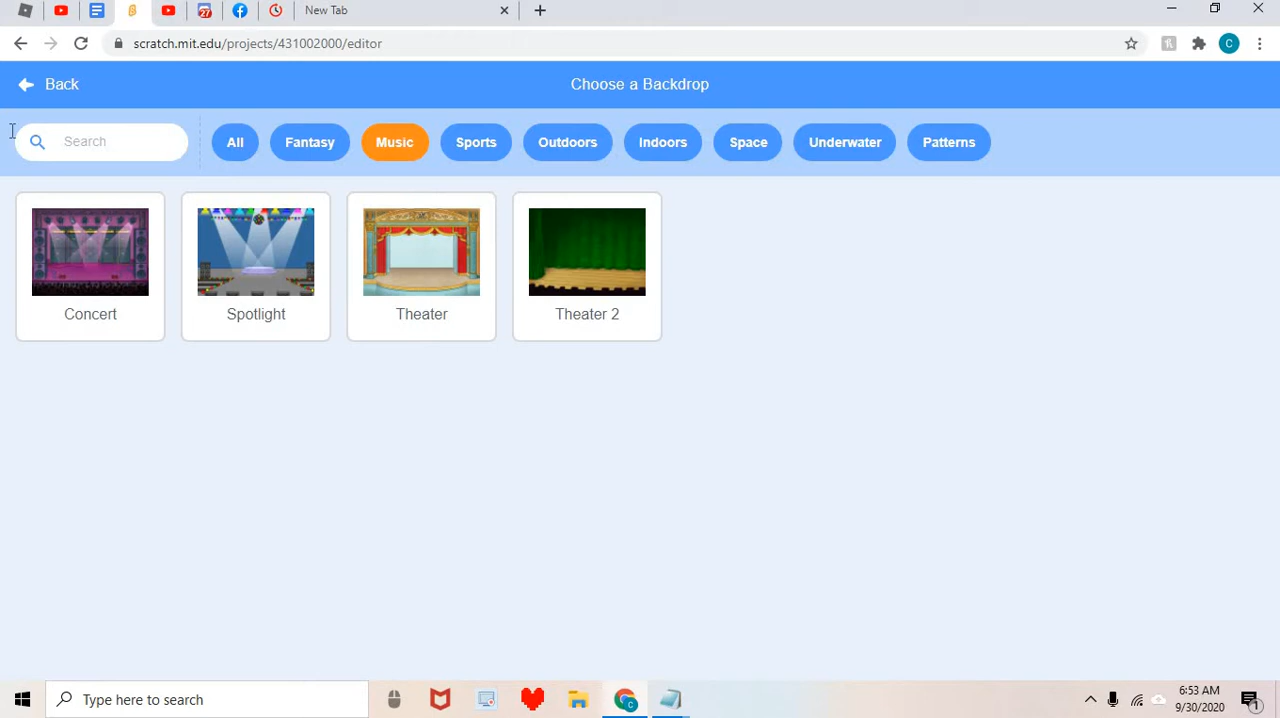 New Tab
scratch.mit.edu/projects/431002000/editor
C
Back
Choose a Backdrop
Search
All
Fantasy
Music
Sports
Outdoors
Indoors
Space
Underwater
Patterns
Concert
Spotlight
Theater
Theater 2
Type here to search
6:53 AM
9/30/2020